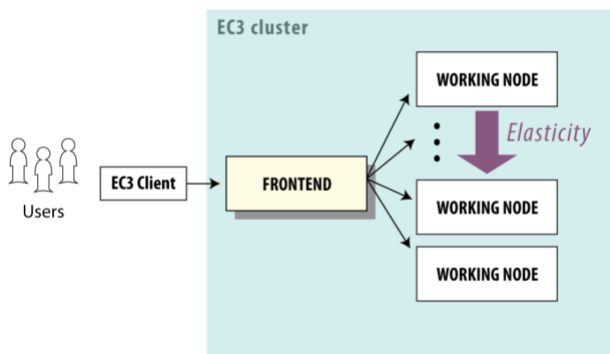 EC3 cluster
WORKING NODE
Elasticity
EC3 Client
FRONTEND
Users
WORKING NODE
WORKING NODE